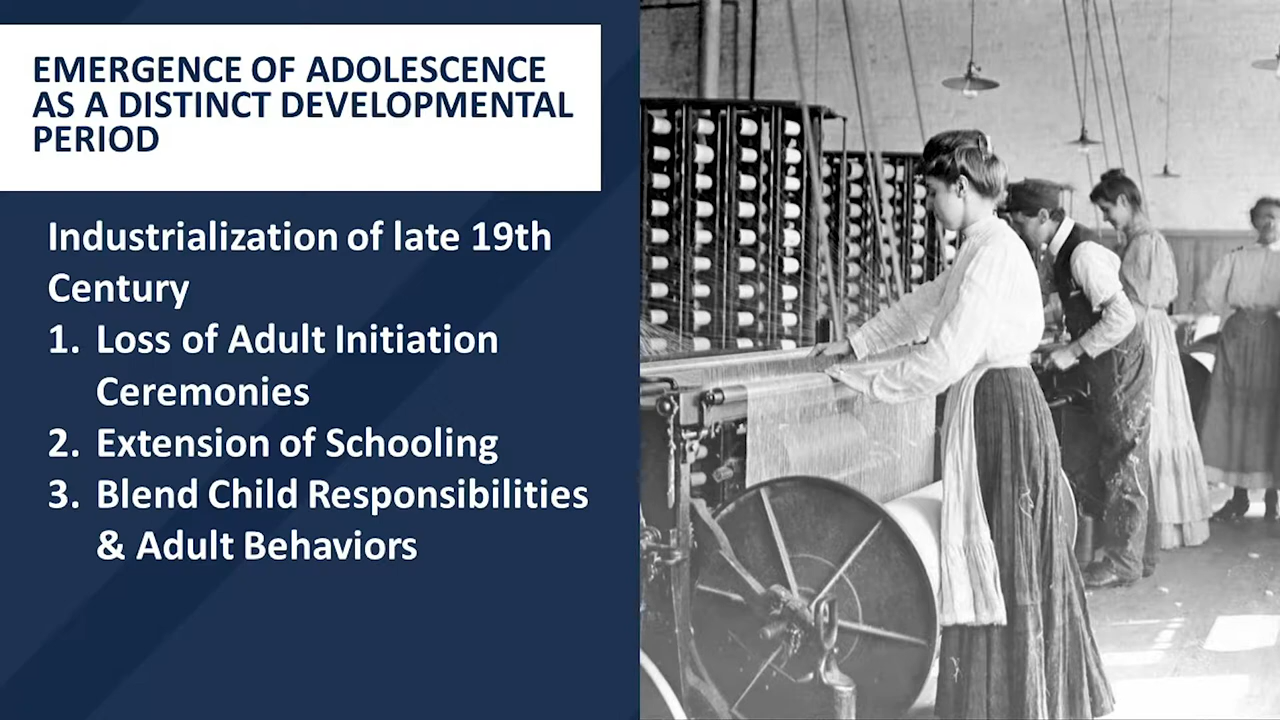 EMERGENCE OF ADOLESCENCE
AS A DISTINCT DEVELOPMENTAL
PERIOD
Industrialization of late 19th
Century
1. Loss of Adult Initiation
Ceremonies
2. Extension of Schooling
3. Blend Child Responsibilities
& Adult Behaviors